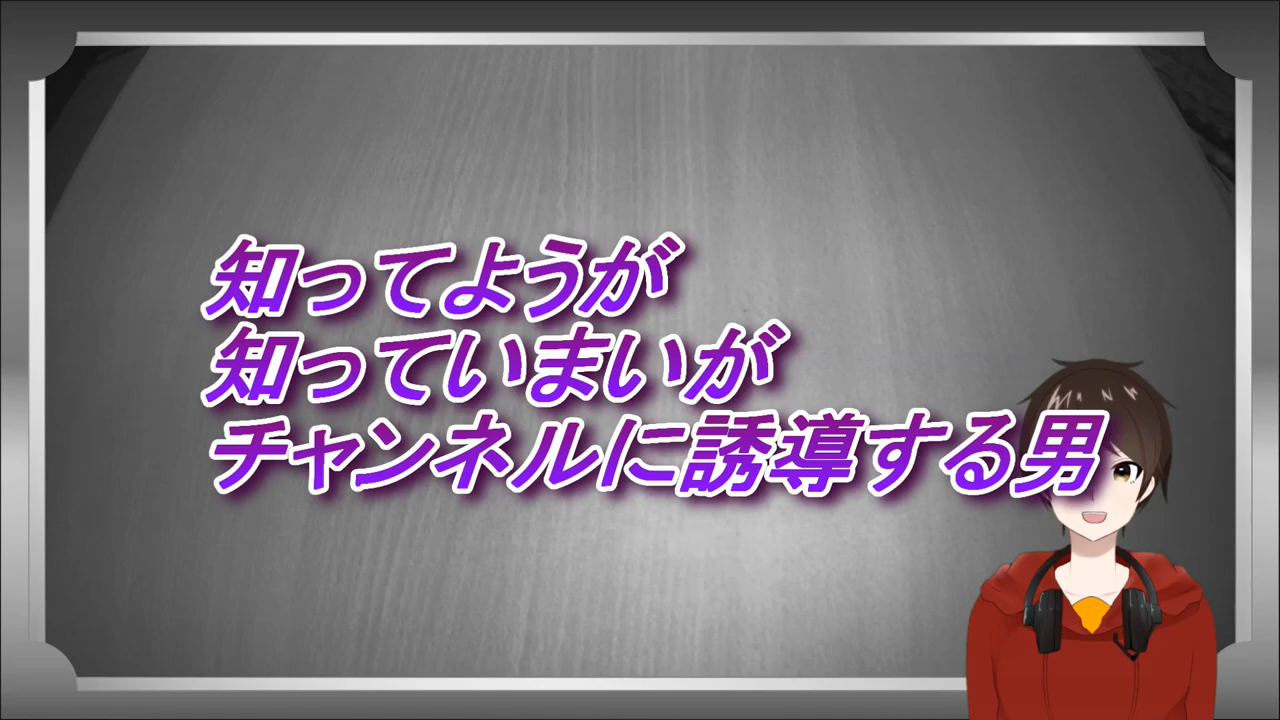 知ってようが
知っていまいが
チャンネルに誘導する男